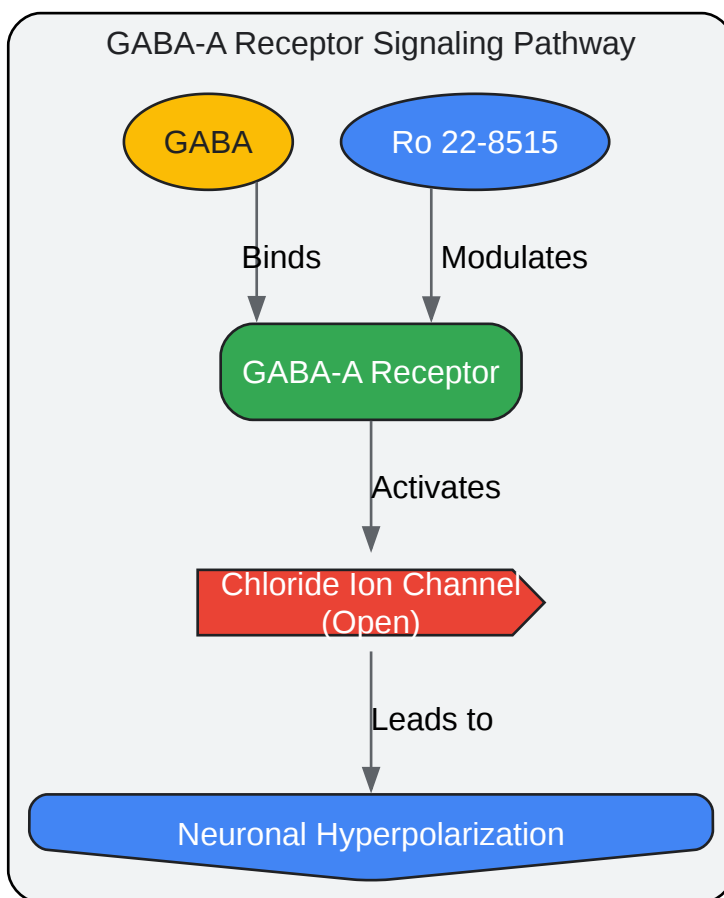 GABA-A Receptor Signaling Pathway
GABA
Ro 22-8515
Binds
Modulates
GABA-A Receptor
Activates
Chloride Ion Channel
(Open)
Leads to
Neuronal Hyperpolarization